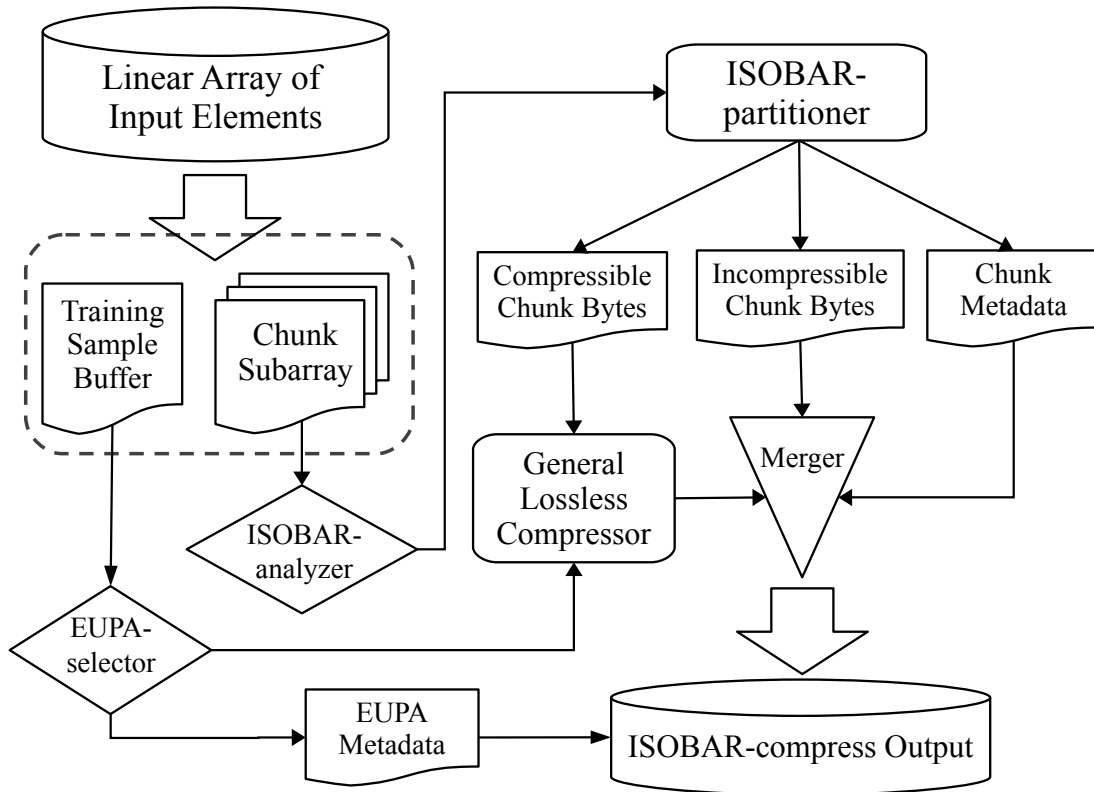 Linear Array of
Input Elements
ISOBAR-
partitioner
Training
Sample
Buffer
Chunk
Subarray
Compressible
Chunk Bytes
Incompressible
Chunk Bytes
Chunk
Metadata
General
Lossless
Compressor
Merger
ISOBAR-
analyzer
EUPA-
selector
EUPA
Metadata
ISOBAR-compress Output